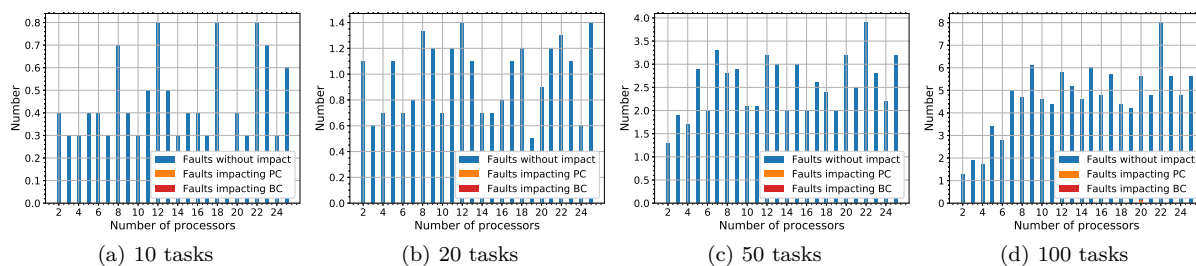 0.8
0.7
0.6
0.5
0.4
0.3
0.2
0.1
0.0
Number
2 4 6 8 10 12 14 16 18 20 22 24
Number of processors
Faults without impact
Faults impacting PC
Faults impacting BC
(a) 10 tasks
1.4
1.2
1.0
0.8
0.6
0.4
0.2
0.0
Number
2 4 6 8 10 12 14 16 18 20 22 24
Number of processors
Faults without impact
Faults impacting PC
Faults impacting BC
(b) 20 tasks
4.0
3.5
3.0
2.5
2.0
1.5
1.0
0.5
0.0
Number
2 4 6 8 10 12 14 16 18 20 22 24
Number of processors
Faults without impact
Faults impacting PC
Faults impacting BC
(c) 50 tasks
8
7
6
5
4
3
2
1
0
Number
2 4 6 8 10 12 14 16 18 20 22 24
Number of processors
Faults without impact
Faults impacting PC
Faults impacting BC
(d) 100 tasks